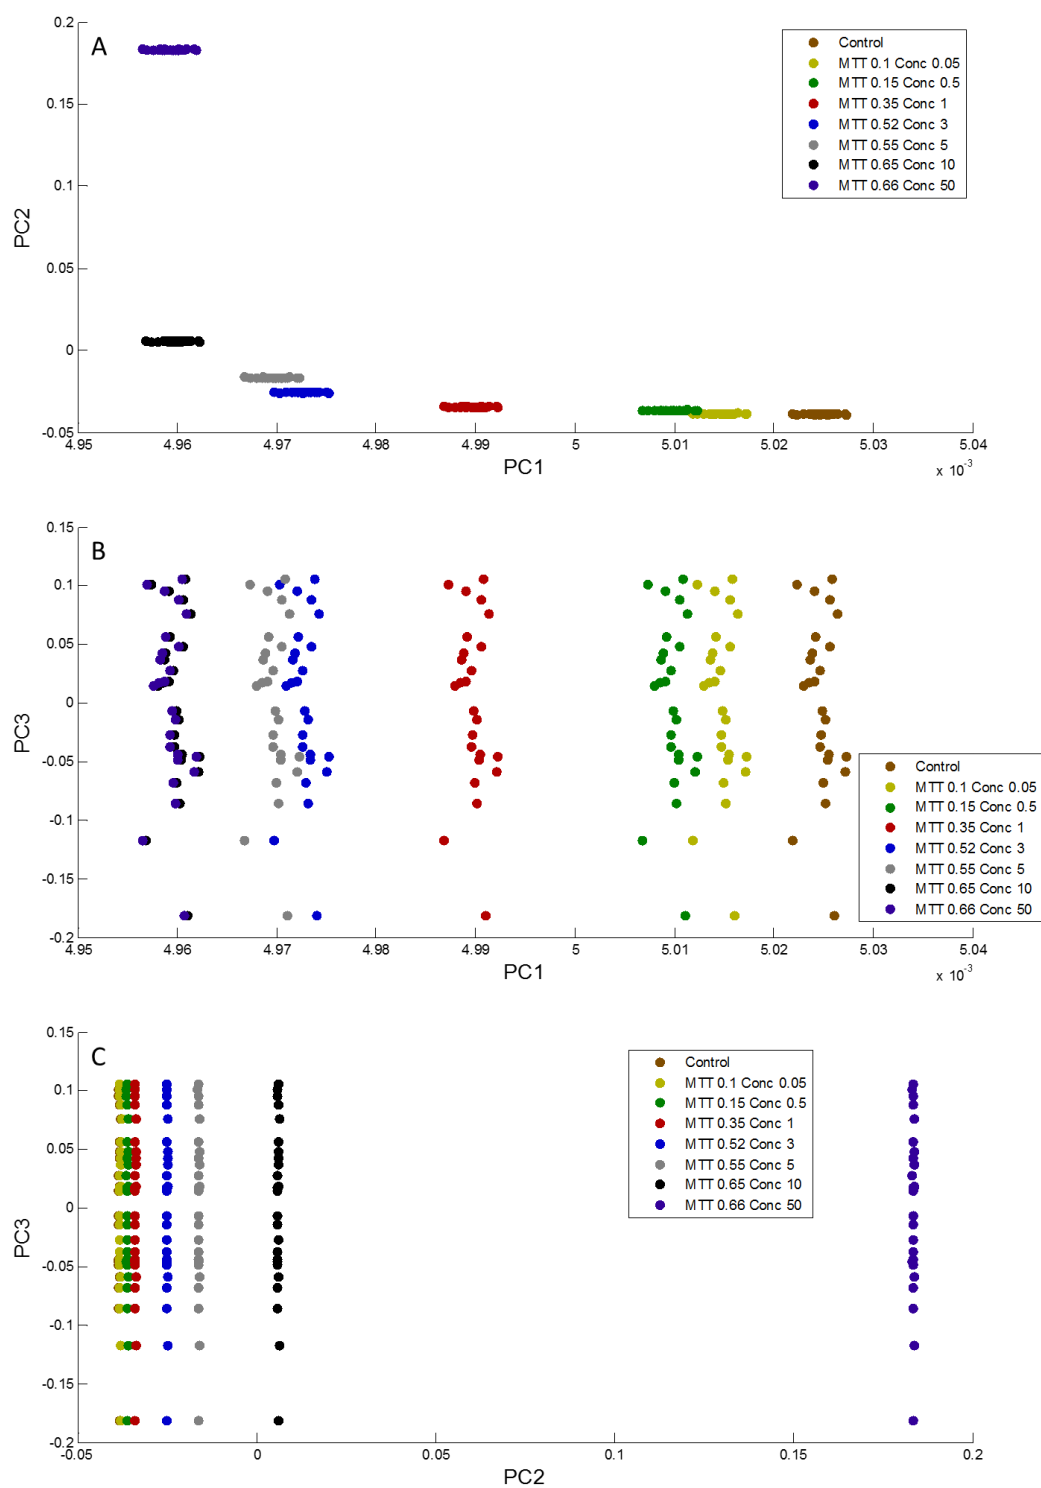 A
0.2
0.15
0.1
0.05
0
-0.05
PC2
4.95
4.96
4.97
4.98
4.99
5
5.01
5.02
5.03
5.04
PC1
x 10⁻³
Control
MTT 0.1 Conc 0.05
MTT 0.15 Conc 0.5
MTT 0.35 Conc 1
MTT 0.52 Conc 3
MTT 0.55 Conc 5
MTT 0.65 Conc 10
MTT 0.66 Conc 50
B
0.15
0.1
0.05
0
-0.05
-0.1
-0.15
-0.2
PC3
4.95
4.96
4.97
4.98
4.99
5
5.01
5.02
5.03
5.04
PC1
x 10⁻³
Control
MTT 0.1 Conc 0.05
MTT 0.15 Conc 0.5
MTT 0.35 Conc 1
MTT 0.52 Conc 3
MTT 0.55 Conc 5
MTT 0.65 Conc 10
MTT 0.66 Conc 50
C
0.15
0.1
0.05
0
-0.05
-0.1
-0.15
-0.2
PC3
-0.05
0
0.05
0.1
0.15
0.2
PC2
Control
MTT 0.1 Conc 0.05
MTT 0.15 Conc 0.5
MTT 0.35 Conc 1
MTT 0.52 Conc 3
MTT 0.55 Conc 5
MTT 0.65 Conc 10
MTT 0.66 Conc 50